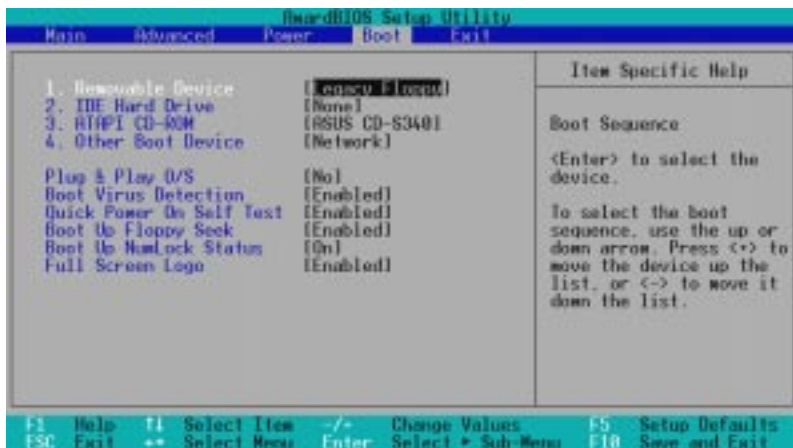 AwardBIOS Setup Utility
Main Advanced Power Boot Exit
1. Removable Device [Legacy Floppy]
2. IDE Hard Drive [None]
3. ATAPI CD-ROM [ASUS CD-S340]
4. Other Boot Device [Network]
Plug & Play O/S [No]
Boot Virus Detection [Enabled]
Quick Power On Self Test [Enabled]
Boot Up Floppy Seek [Enabled]
Boot Up NumLock Status [On]
Full Screen Logo [Enabled]
Item Specific Help
Boot Sequence
<Enter> to select the
device.
To select the boot
sequence, use the up or
down arrow. Press <+> to
move the device up the
list, or <-> to move it
down the list.
F1 Help ↑↓ Select Item -/+ Change Values F5 Setup Defaults
ESC Exit ←→ Select Menu Enter Select ► Sub-Menu F10 Save and Exit